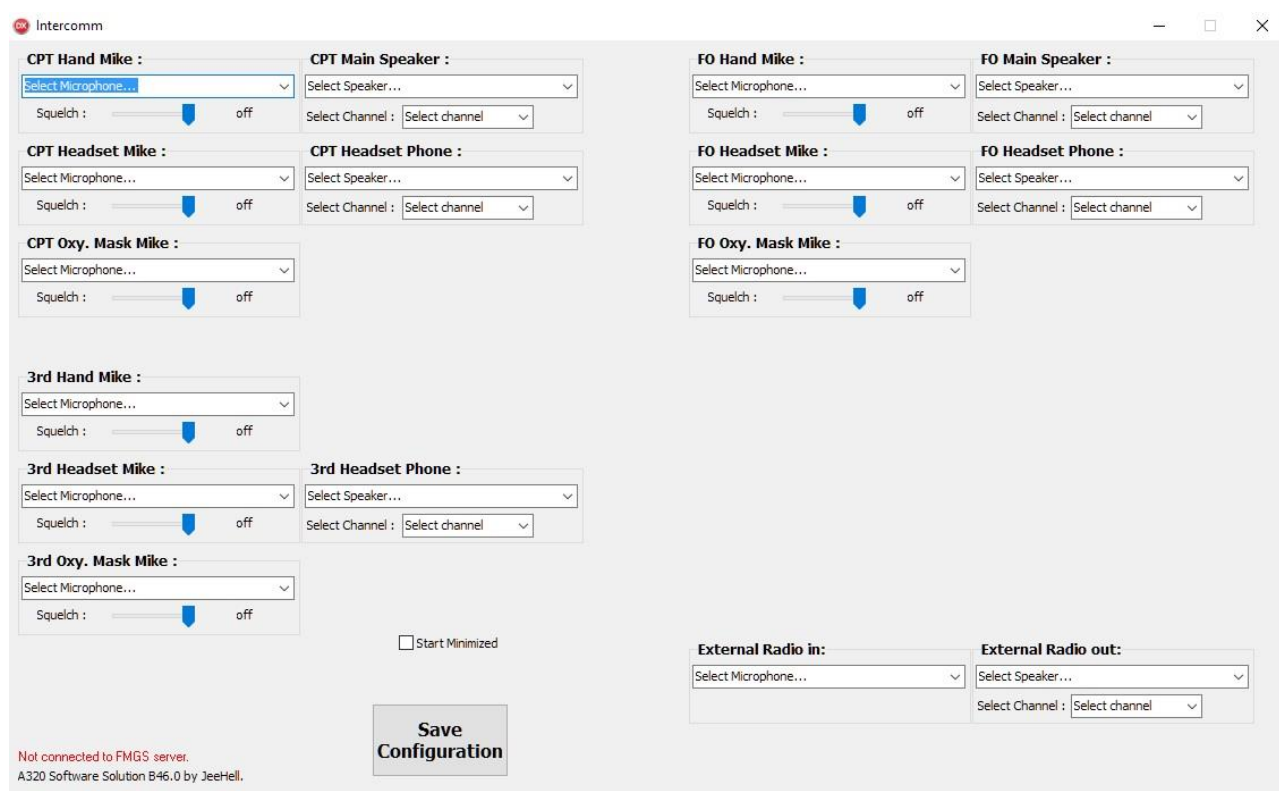 Intercomm
CPT Hand Mike :
Select Microphone...
Squelch : off
CPT Main Speaker :
Select Speaker...
Select Channel : Select channel
FO Hand Mike :
Select Microphone...
Squelch : off
FO Main Speaker :
Select Speaker...
Select Channel : Select channel
CPT Headset Mike :
Select Microphone...
Squelch : off
CPT Headset Phone :
Select Speaker...
Select Channel : Select channel
FO Headset Mike :
Select Microphone...
Squelch : off
FO Headset Phone :
Select Speaker...
Select Channel : Select channel
CPT Oxy. Mask Mike :
Select Microphone...
Squelch : off
FO Oxy. Mask Mike :
Select Microphone...
Squelch : off
3rd Hand Mike :
Select Microphone...
Squelch : off
3rd Headset Mike :
Select Microphone...
Squelch : off
3rd Headset Phone :
Select Speaker...
Select Channel : Select channel
3rd Oxy. Mask Mike :
Select Microphone...
Squelch : off
Start Minimized
External Radio in:
Select Microphone...
External Radio out:
Select Speaker...
Select Channel : Select channel
Save
Configuration
Not connected to FMGS server.
A320 Software Solution B46.0 by JeeHell.